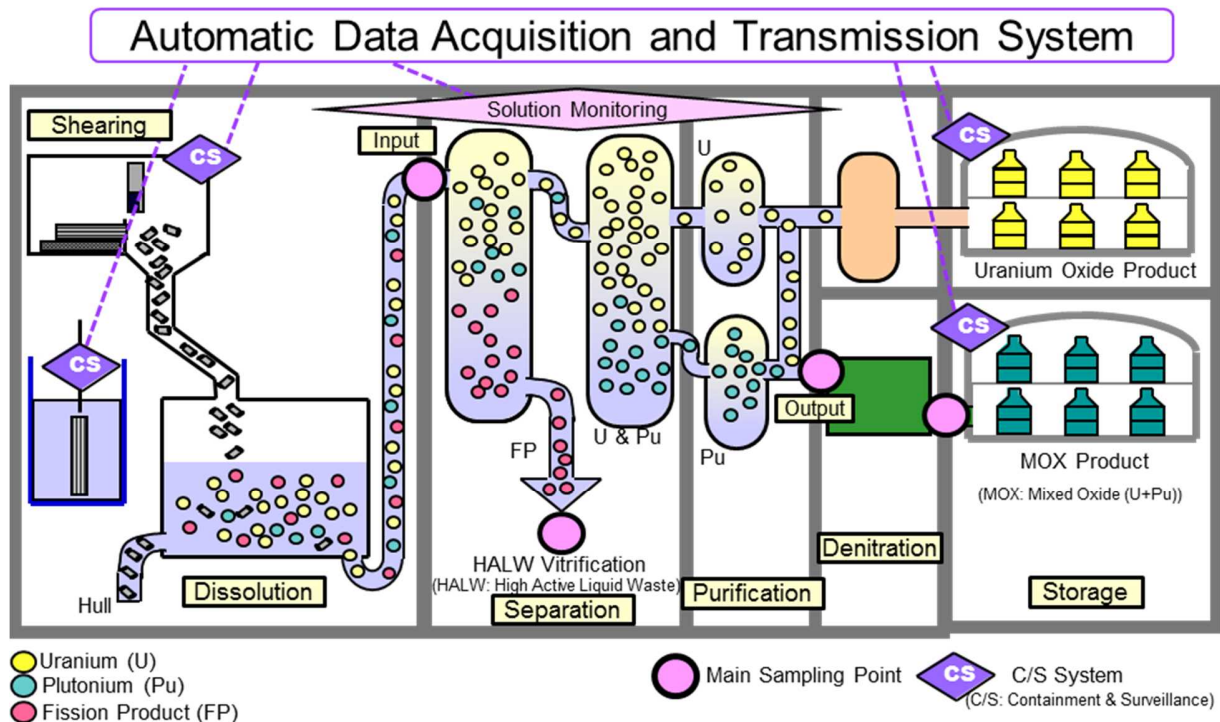 Automatic Data Acquisition and Transmission System
Solution Monitoring
Shearing
CS
Input
CS
CS
U
Uranium Oxide Product
CS
Output
U & Pu
Pu
FP
MOX Product
(MOX: Mixed Oxide (U+Pu))
HALW Vitrification
(HALW: High Active Liquid Waste)
Hull
Dissolution
Separation
Purification
Denitration
Storage
Uranium (U)
Plutonium (Pu)
Fission Product (FP)
Main Sampling Point
CS
C/S System
(C/S: Containment & Surveillance)